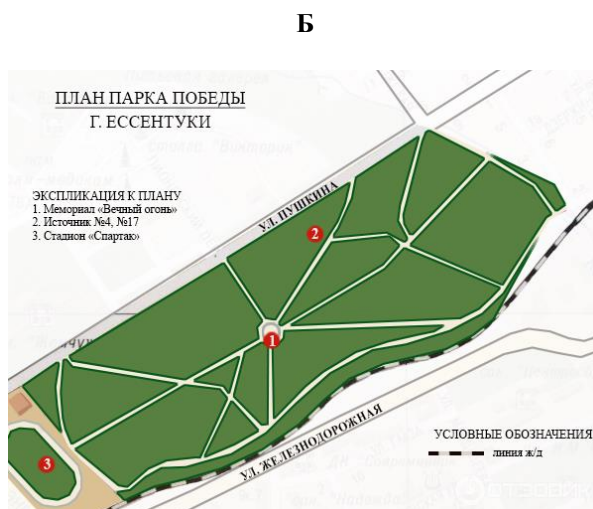 Б
ПЛАН ПАРКА ПОБЕДЫ
Г. ЕССЕНТУКИ
ЭКСПЛИКАЦИЯ К ПЛАНУ
1. Мемориал «Вечный огонь»
2. Источник №4, №17
3. Стадион «Спартак»
УЛ. ПУШКИНА
2
1
3
УЛ. ЖЕЛЕЗНОДОРОЖНАЯ
УСЛОВНЫЕ ОБОЗНАЧЕНИЯ
линия ж/д
ОТЗОВИК